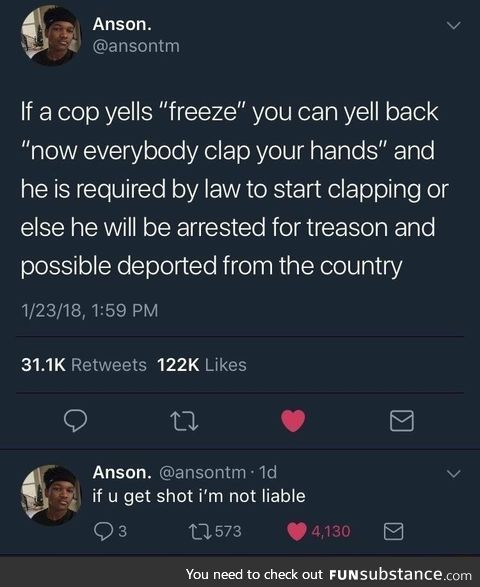 Anson.
@ansontm
If a cop yells "freeze" you can yell back
"now everybody clap your hands" and
he is required by law to start clapping or
else he will be arrested for treason and
possible deported from the country
1/23/18, 1:59 PM
31.1K Retweets 122K Likes
Anson. @ansontm · 1d
if u get shot i'm not liable
3 573 4,130
You need to check out FUNsubstance.com